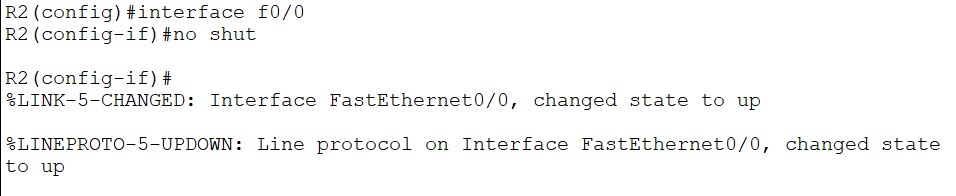 R2(config)#interface f0/0
R2(config-if)#no shut
R2(config-if)#
%LINK-5-CHANGED: Interface FastEthernet0/0, changed state to up
%LINEPROTO-5-UPDOWN: Line protocol on Interface FastEthernet0/0, changed state
to up